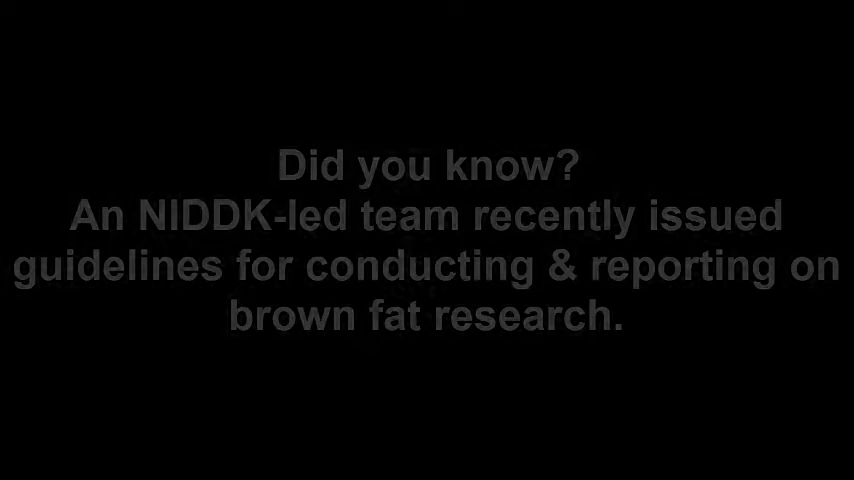 Did you know?
An NIDDK-led team recently issued
guidelines for conducting & reporting on
brown fat research.